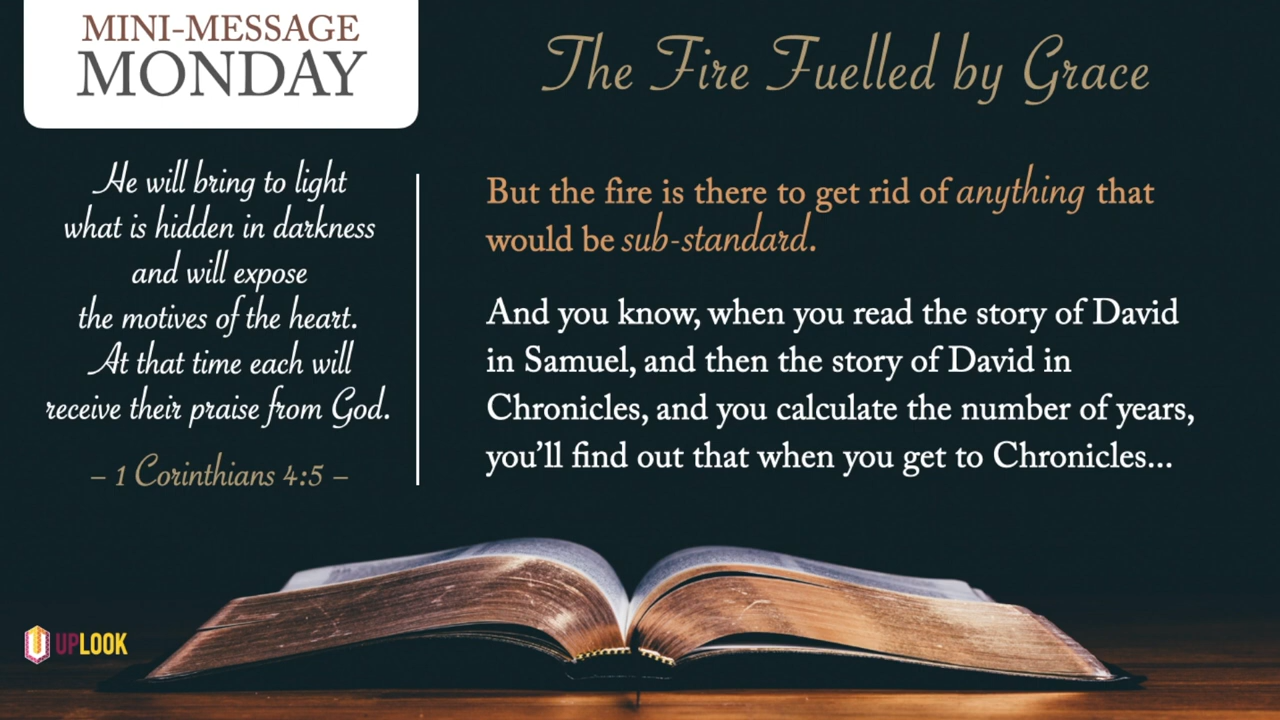 MINI-MESSAGE
MONDAY
The Fire Fuelled by Grace
He will bring to light
what is hidden in darkness
and will expose
the motives of the heart.
At that time each will
receive their praise from God.
– 1 Corinthians 4:5 –
But the fire is there to get rid of anything that
would be sub-standard.
And you know, when you read the story of David
in Samuel, and then the story of David in
Chronicles, and you calculate the number of years,
you’ll find out that when you get to Chronicles...
UPLOOK